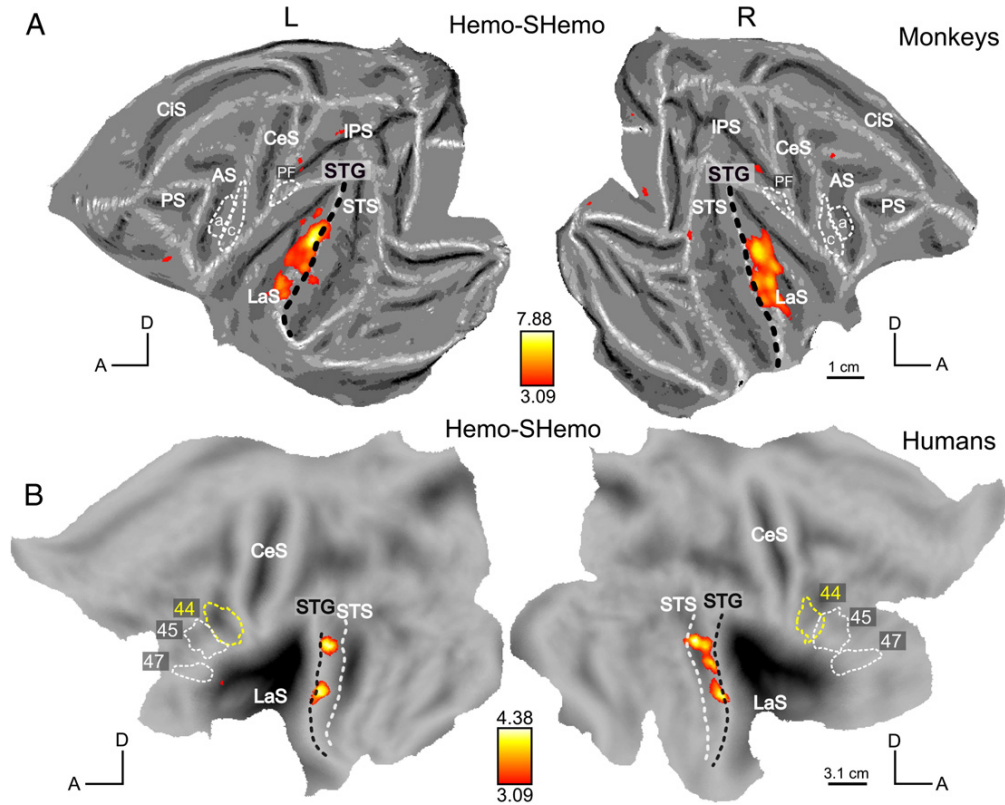 A
L
Hemo-SHemo
R
Monkeys
CiS
CeS
IPS
PF
STG
AS
PS
STS
a
c
LaS
D
A
7.88
3.09
IPS
CeS
CiS
STG
PF
AS
STS
PS
a
c
LaS
D
A
1 cm
Hemo-SHemo
Humans
B
CeS
STG
STS
44
45
47
LaS
D
A
4.38
3.09
CeS
STS
STG
44
45
47
LaS
D
A
3.1 cm